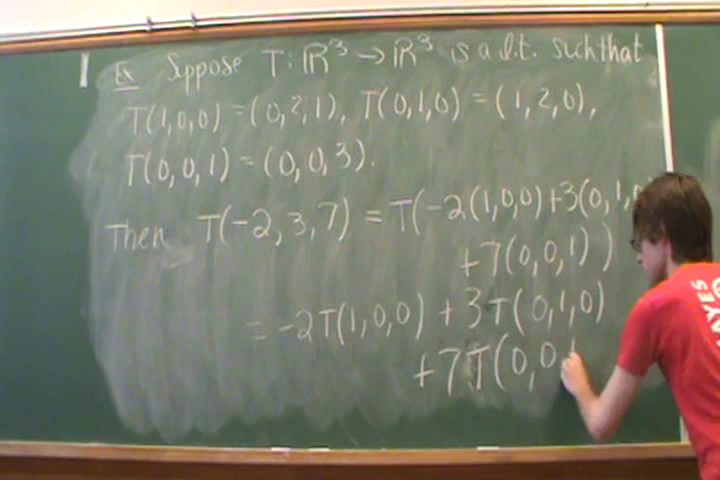 Ex Suppose T: ℝ³ → ℝ³ is a l.t. such that
T(1,0,0) = (0,2,1), T(0,1,0) = (1,2,0),
T(0,0,1) = (0,0,3).
Then T(-2,3,7) = T(-2(1,0,0)+3(0,1,0
+7(0,0,1))
= -2T(1,0,0) + 3T(0,1,0)
+7T(0,0,